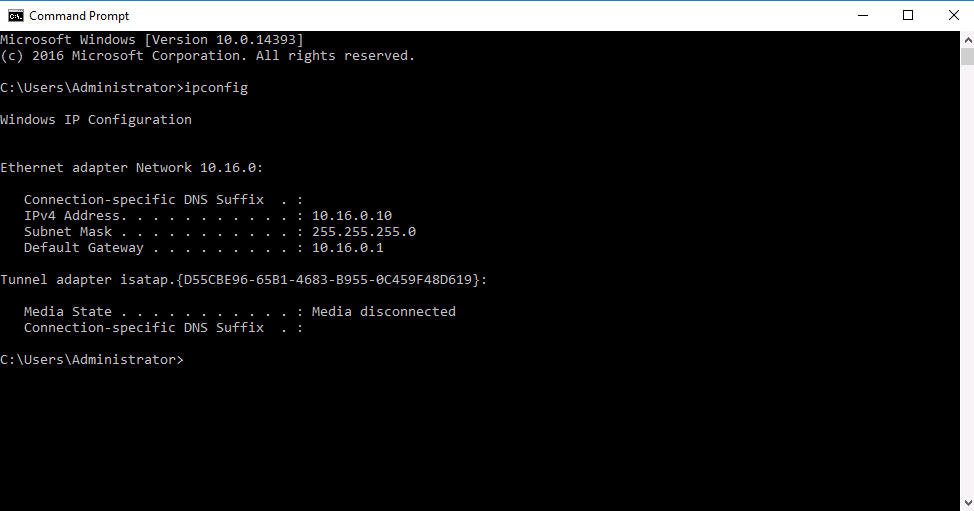 Command Prompt
Microsoft Windows [Version 10.0.14393]
(c) 2016 Microsoft Corporation. All rights reserved.
C:\Users\Administrator>ipconfig
Windows IP Configuration
Ethernet adapter Network 10.16.0:
   Connection-specific DNS Suffix  . :
   IPv4 Address. . . . . . . . . . . : 10.16.0.10
   Subnet Mask . . . . . . . . . . . : 255.255.255.0
   Default Gateway . . . . . . . . . : 10.16.0.1
Tunnel adapter isatap.{D55CBE96-65B1-4683-B955-0C459F48D619}:
   Media State . . . . . . . . . . . : Media disconnected
   Connection-specific DNS Suffix  . :
C:\Users\Administrator>